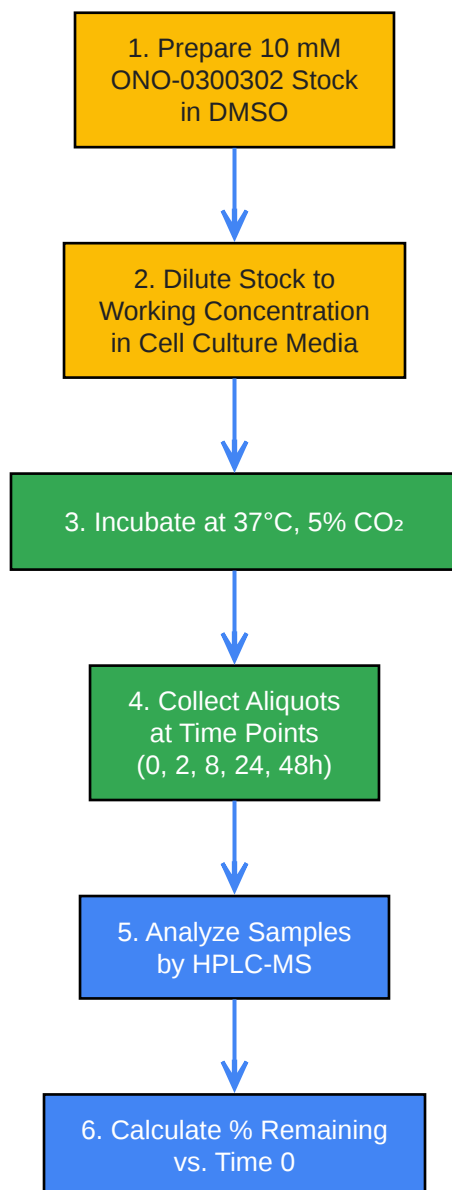 1. Prepare 10 mM
ONO-0300302 Stock
in DMSO
2. Dilute Stock to
Working Concentration
in Cell Culture Media
3. Incubate at 37°C, 5% CO₂
4. Collect Aliquots
at Time Points
(0, 2, 8, 24, 48h)
5. Analyze Samples
by HPLC-MS
6. Calculate % Remaining
vs. Time 0